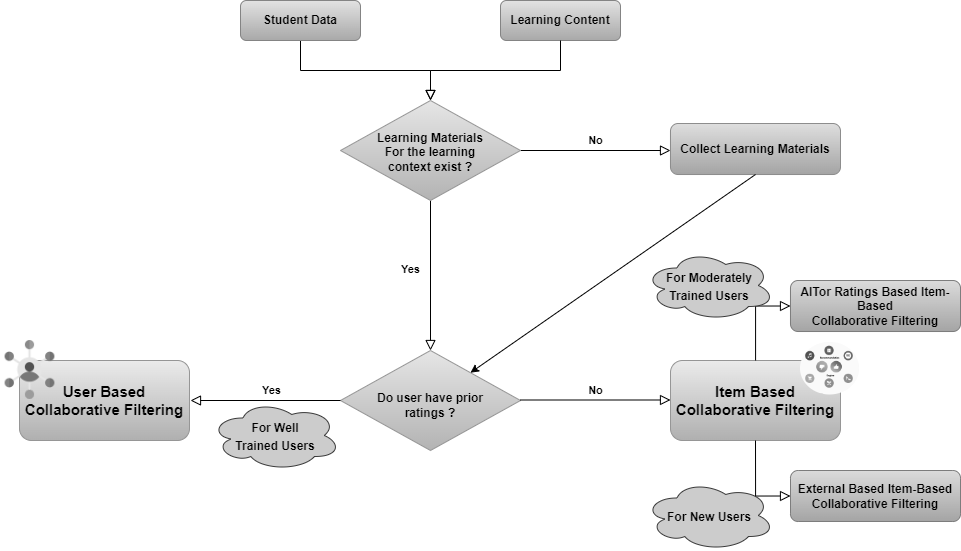 Student Data
Learning Content
Learning Materials
For the learning
context exist ?
No
Collect Learning Materials
Yes
For Moderately
Trained Users
AITor Ratings Based Item-
Based
Collaborative Filtering
User Based
Collaborative Filtering
Yes
For Well
Trained Users
Do user have prior
ratings ?
No
Item Based
Collaborative Filtering
For New Users
External Based Item-Based
Collaborative Filtering